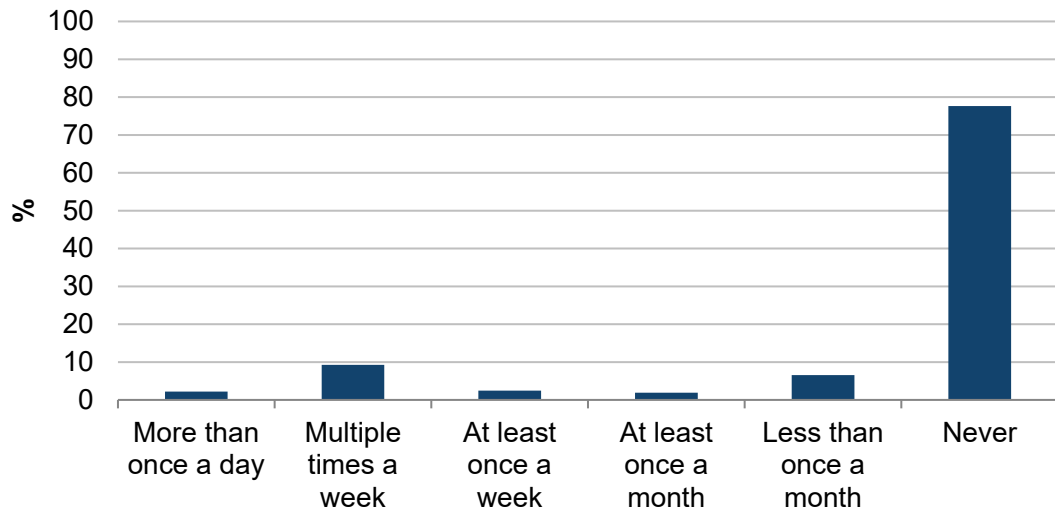 100
90
80
70
60
50
40
30
20
10
0
%
More than
once a day
Multiple
times a
week
At least
once a
week
At least
once a
month
Less than
once a
month
Never